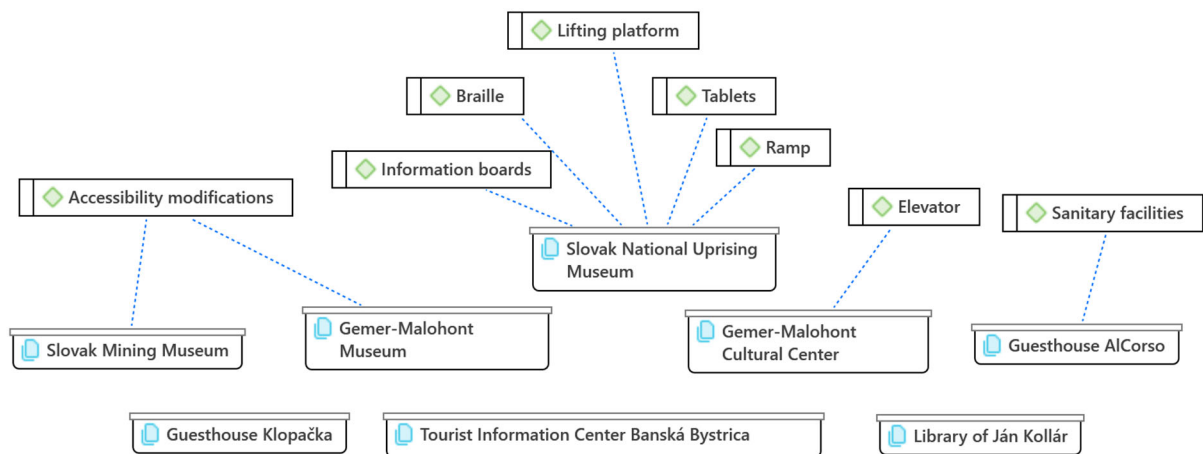 Lifting platform
Braille
Tablets
Ramp
Information boards
Accessibility modifications
Elevator
Sanitary facilities
Slovak National Uprising
Museum
Slovak Mining Museum
Gemer-Malohont
Museum
Gemer-Malohont
Cultural Center
Guesthouse AlCorso
Guesthouse Klopačka
Tourist Information Center Banská Bystrica
Library of Ján Kollár